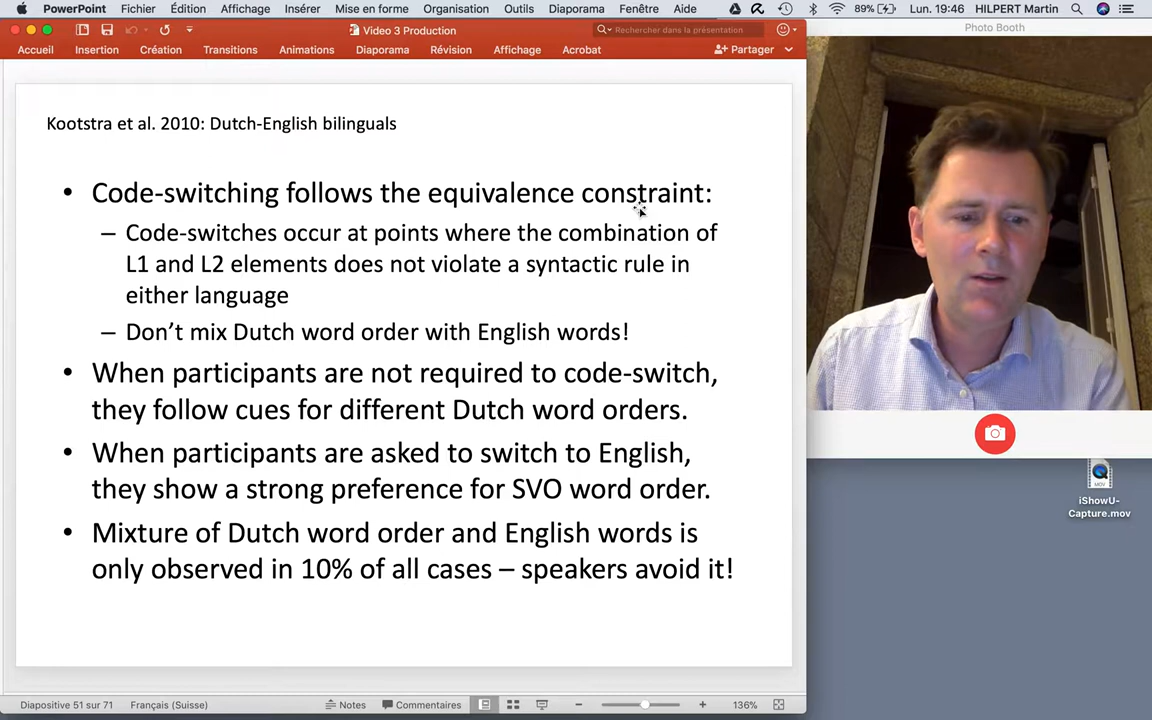 PowerPoint Fichier Édition Affichage Insérer Mise en forme Organisation Outils Diaporama Fenêtre Aide 89% Lun. 19:46 HILPERT Martin
Video 3 Production
Rechercher dans la présentation
Photo Booth
Accueil Insertion Création Transitions Animations Diaporama Révision Affichage Acrobat Partager
Kootstra et al. 2010: Dutch-English bilinguals
• Code-switching follows the equivalence constraint:
– Code-switches occur at points where the combination of
L1 and L2 elements does not violate a syntactic rule in
either language
– Don’t mix Dutch word order with English words!
• When participants are not required to code-switch,
they follow cues for different Dutch word orders.
• When participants are asked to switch to English,
they show a strong preference for SVO word order.
• Mixture of Dutch word order and English words is
only observed in 10% of all cases – speakers avoid it!
MOV
iShowU-
Capture.mov
Diapositive 51 sur 71 Français (Suisse) Notes Commentaires 136%